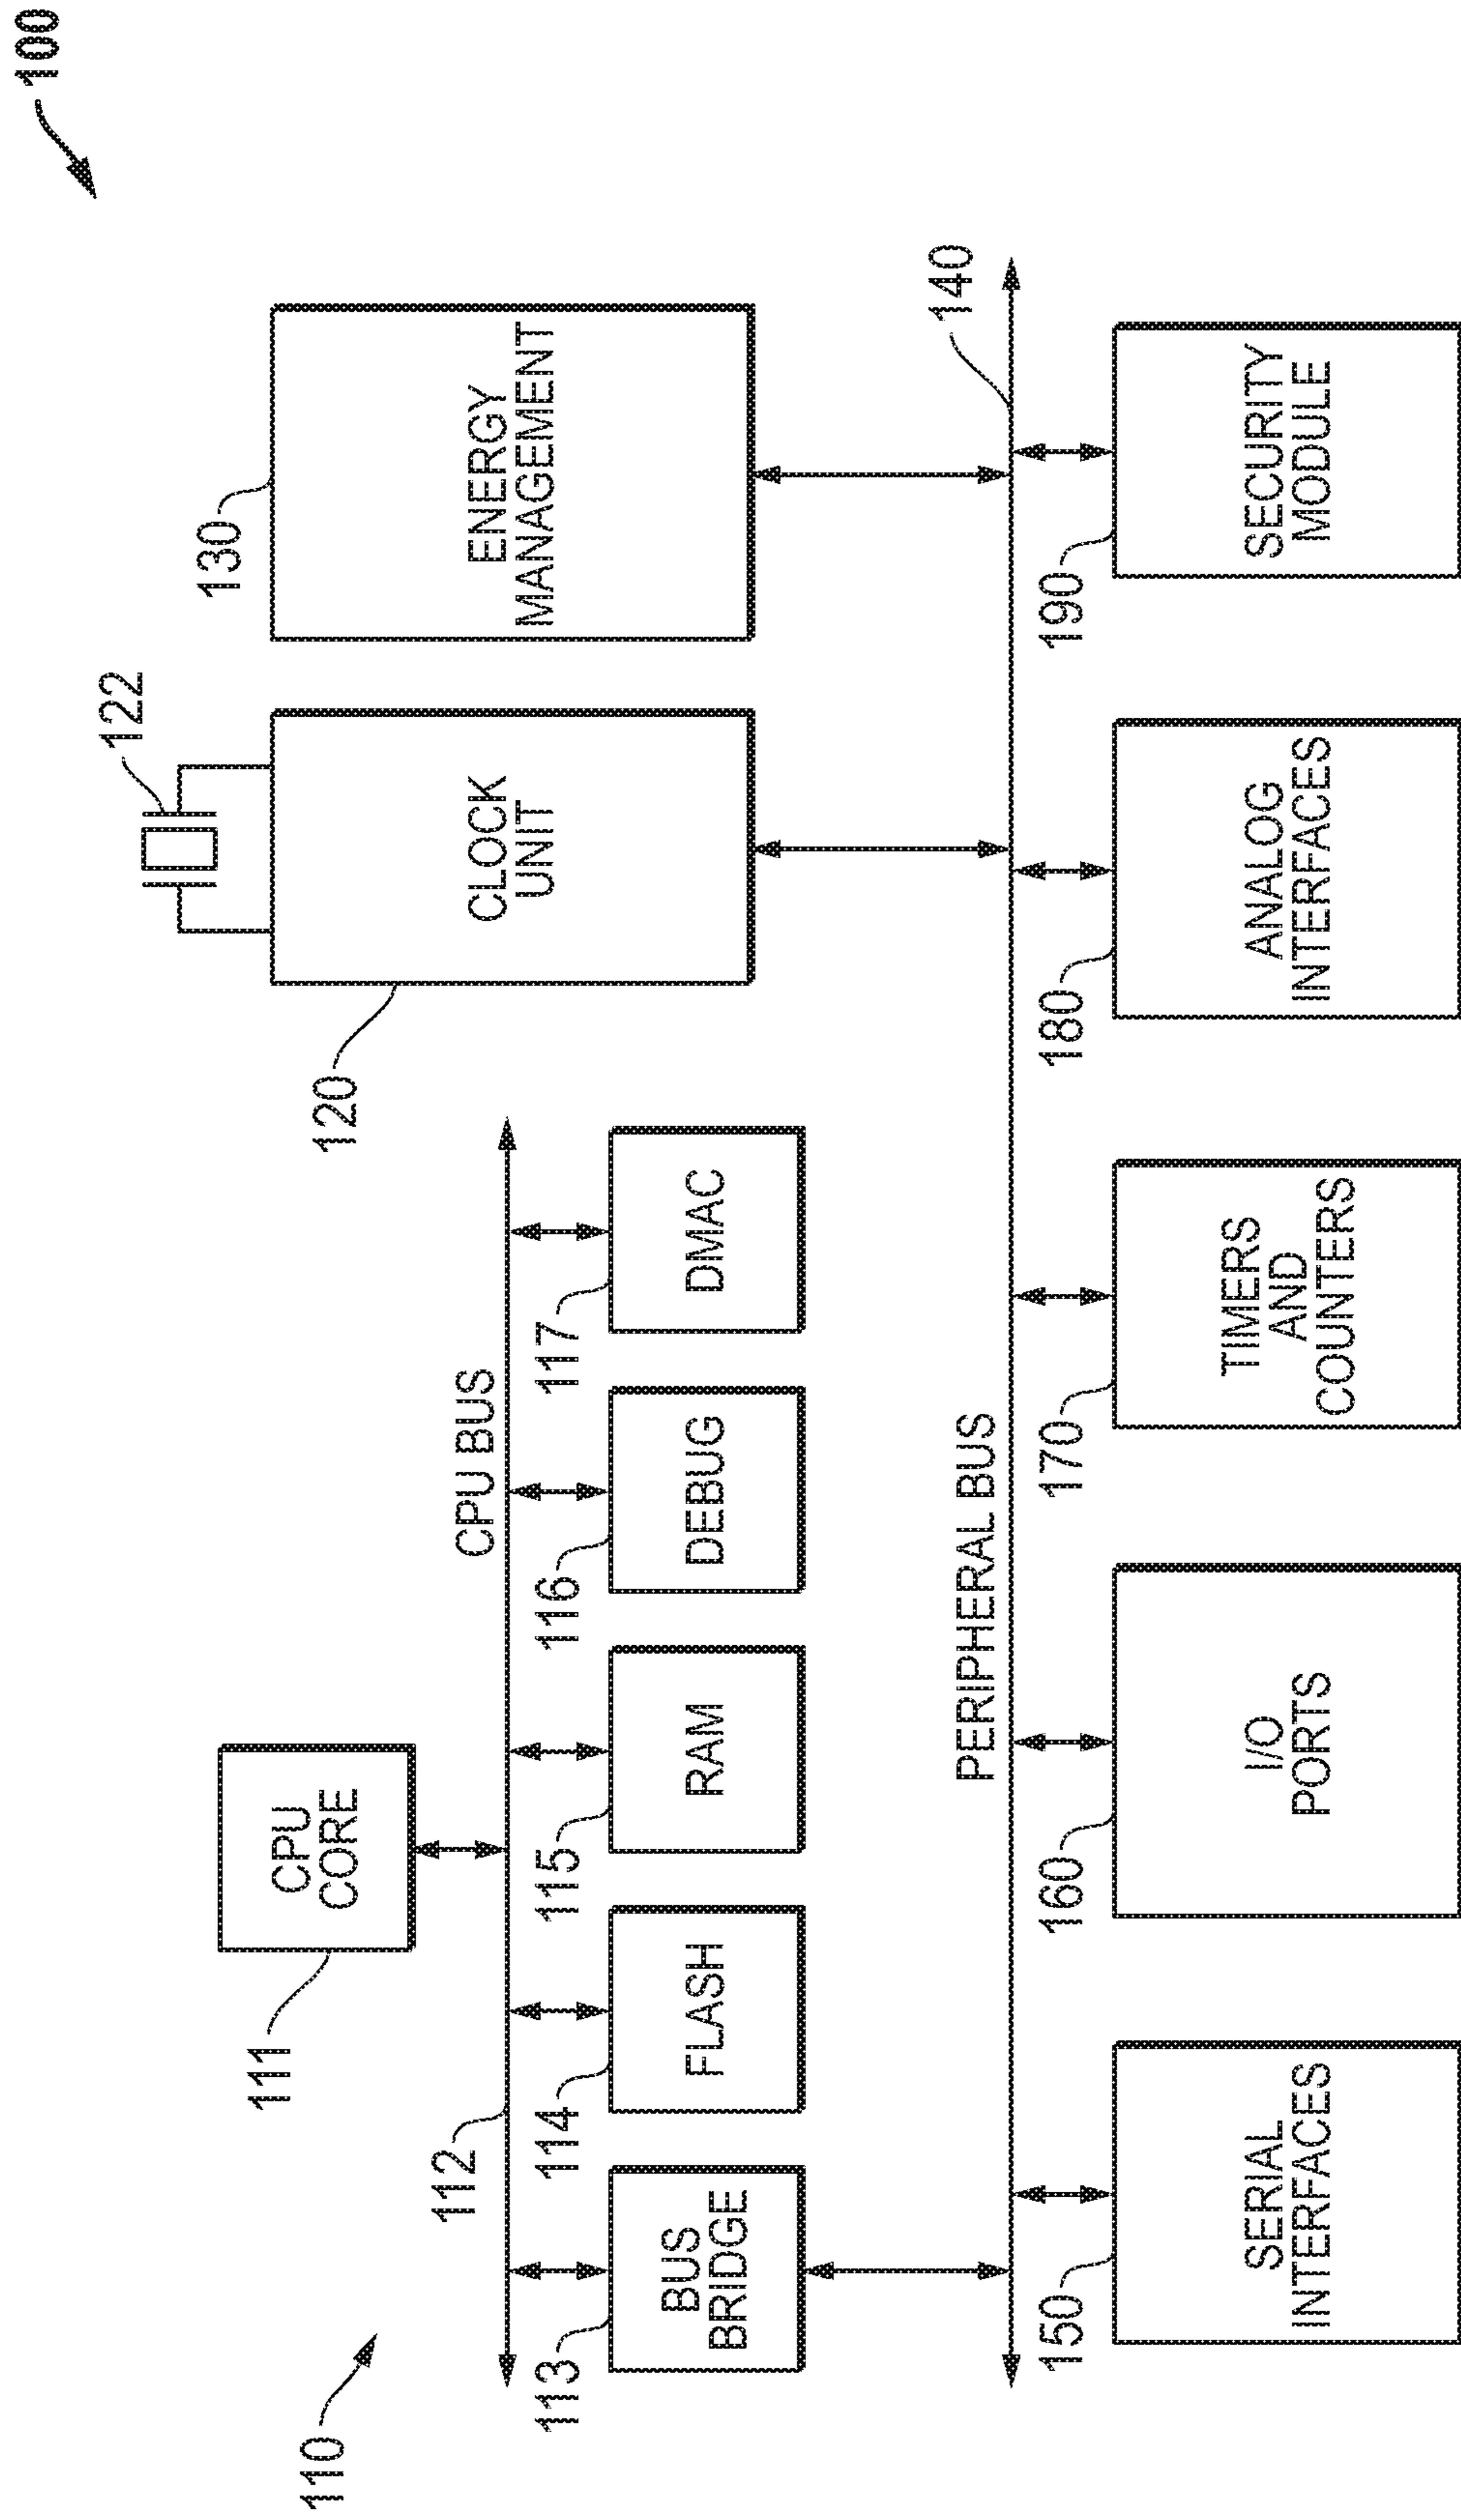 100
110
111
CPU
CORE
112
CPU BUS
113
BUS
BRIDGE
114
FLASH
115
RAM
116
DEBUG
117
DMAC
120
CLOCK
UNIT
122
130
ENERGY
MANAGEMENT
PERIPHERAL BUS
140
150
SERIAL
INTERFACES
160
I/O
PORTS
170
TIMERS
AND
COUNTERS
180
ANALOG
INTERFACES
190
SECURITY
MODULE